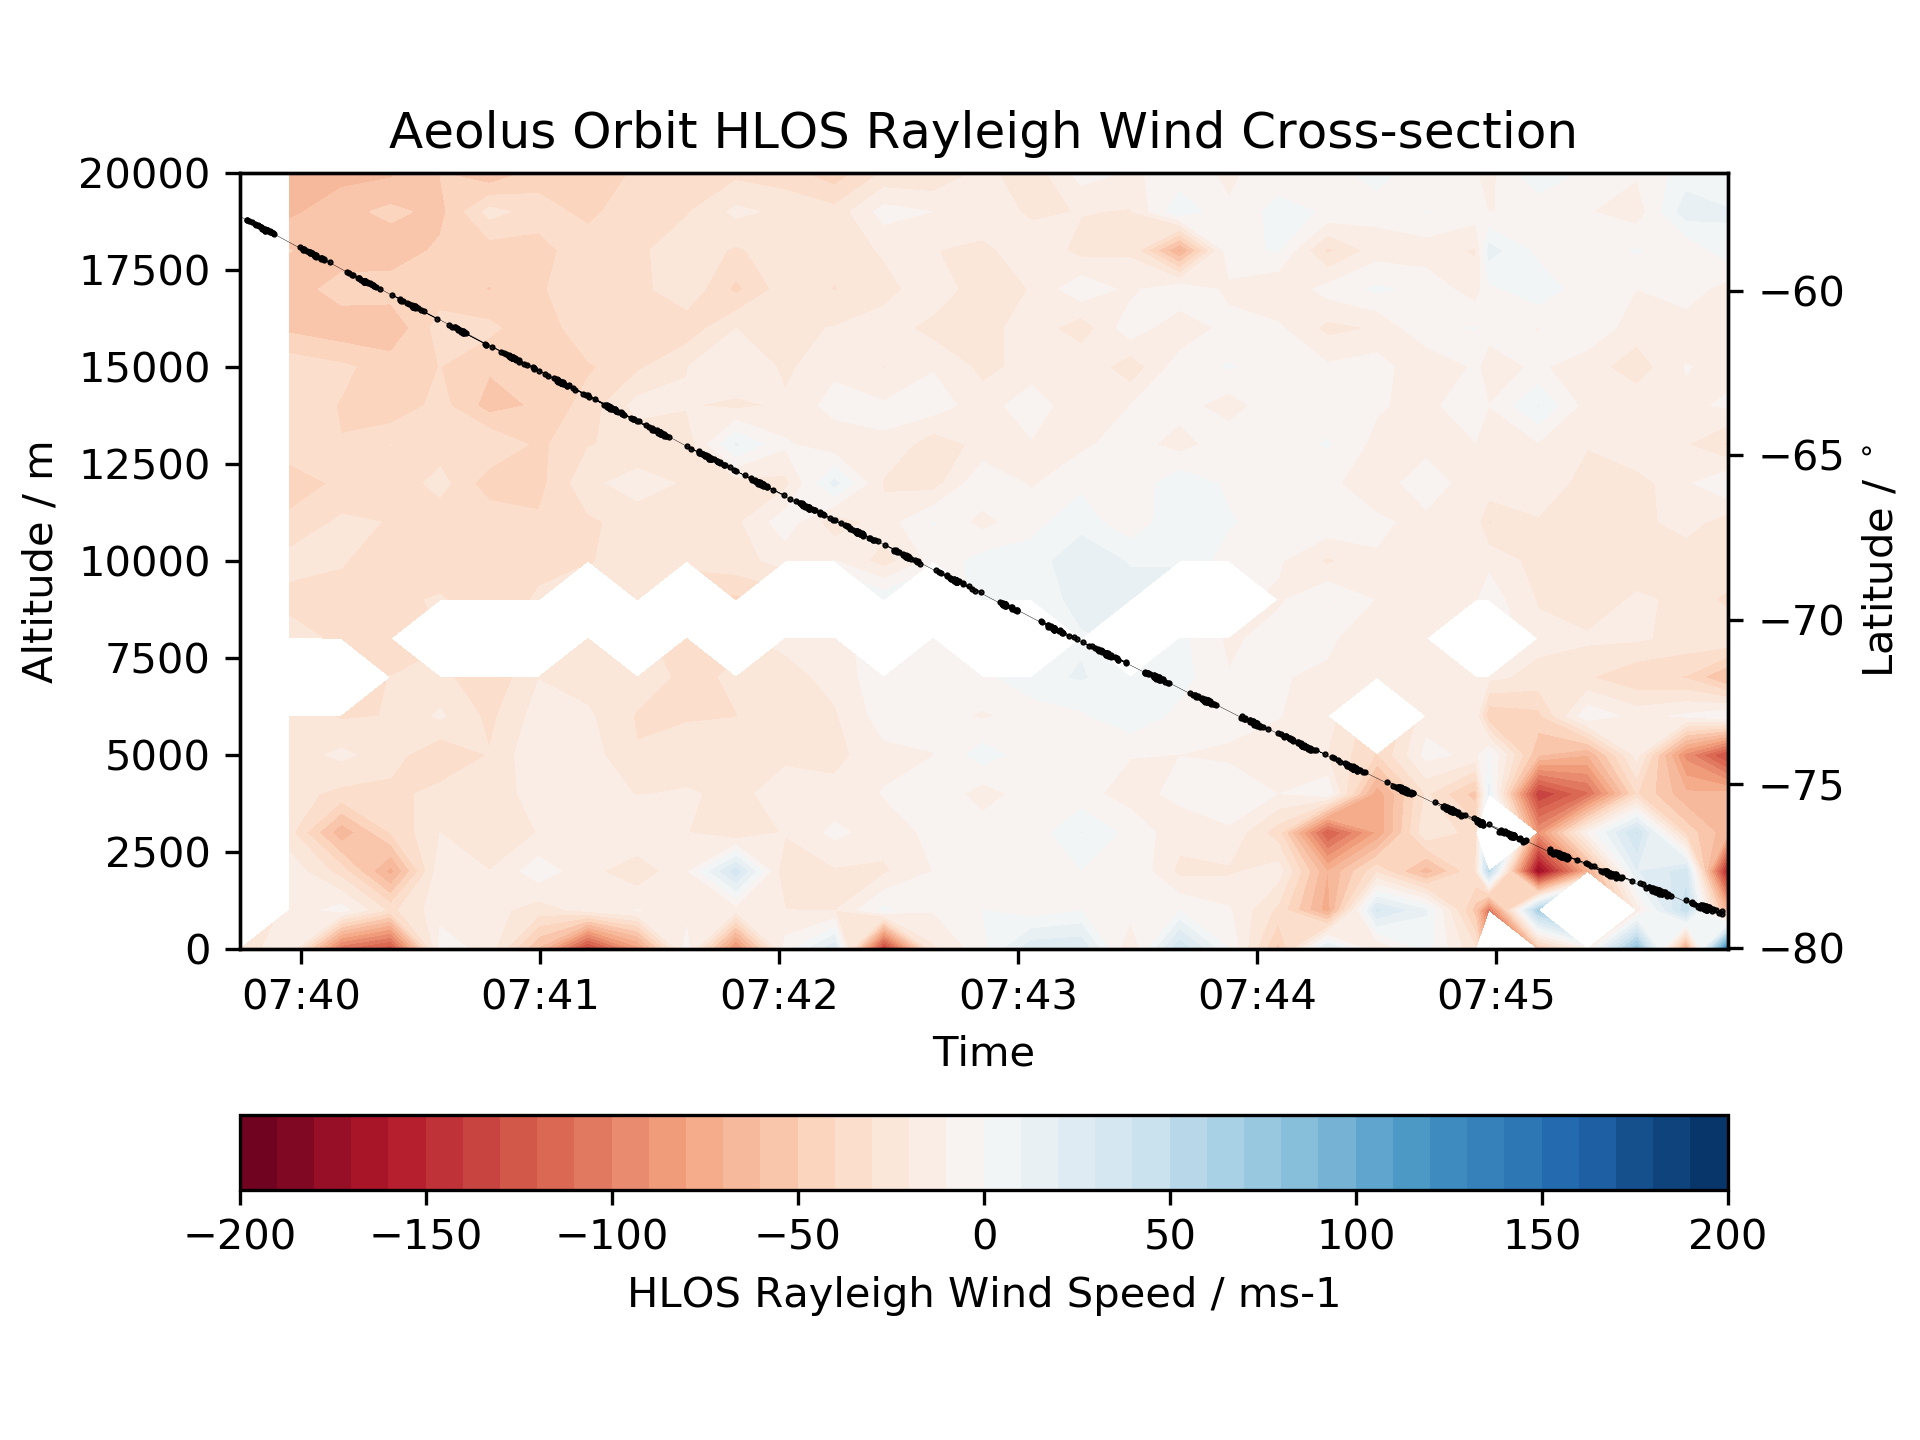 Aeolus Orbit HLOS Rayleigh Wind Cross-section
20000
17500
15000
12500
10000
7500
5000
2500
0
Altitude / m
−60
−65
−70
−75
−80
Latitude / °
07:40 07:41 07:42 07:43 07:44 07:45
Time
−200 −150 −100 −50 0 50 100 150 200
HLOS Rayleigh Wind Speed / ms-1